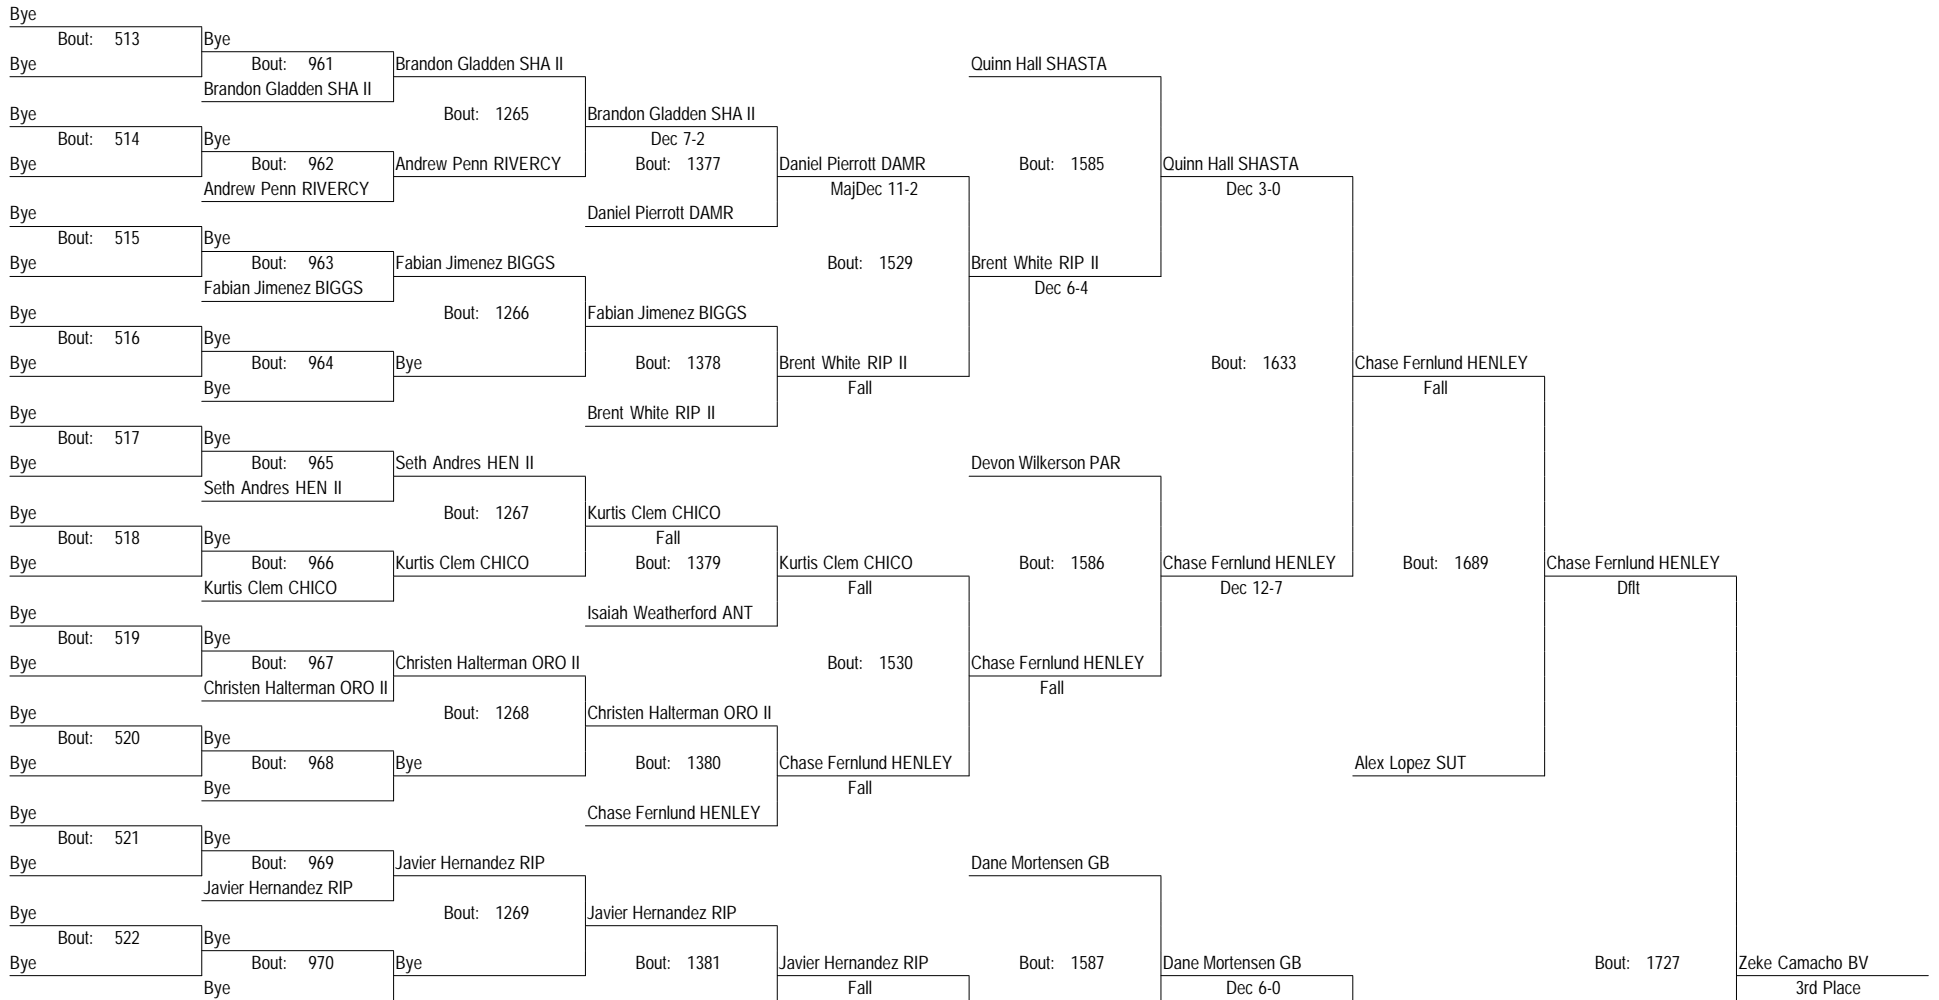 Bye
Bout: 513 Bye
Bye Bout: 961 Brandon Gladden SHA II Quinn Hall SHASTA
Brandon Gladden SHA II
Bye Bout: 1265 Brandon Gladden SHA II
Bout: 514 Bye Dec 7-2
Bye Bout: 962 Andrew Penn RIVERCY Bout: 1377 Daniel Pierrott DAMR Bout: 1585 Quinn Hall SHASTA
Andrew Penn RIVERCY MajDec 11-2 Dec 3-0
Bye Daniel Pierrott DAMR
Bout: 515 Bye
Bye Bout: 963 Fabian Jimenez BIGGS Bout: 1529 Brent White RIP II
Fabian Jimenez BIGGS Dec 6-4
Bye Bout: 1266 Fabian Jimenez BIGGS
Bout: 516 Bye
Bye Bout: 964 Bye Bout: 1378 Brent White RIP II Bout: 1633 Chase Fernlund HENLEY
Bye Fall Fall
Bye Brent White RIP II
Bout: 517 Bye
Bye Bout: 965 Seth Andres HEN II Devon Wilkerson PAR
Seth Andres HEN II
Bye Bout: 1267 Kurtis Clem CHICO
Bout: 518 Bye Fall
Bye Bout: 966 Kurtis Clem CHICO Bout: 1379 Kurtis Clem CHICO Bout: 1586 Chase Fernlund HENLEY Bout: 1689 Chase Fernlund HENLEY
Kurtis Clem CHICO Fall Dec 12-7 Dflt
Bye Isaiah Weatherford ANT
Bout: 519 Bye
Bye Bout: 967 Christen Halterman ORO II Bout: 1530 Chase Fernlund HENLEY
Christen Halterman ORO II Fall
Bye Bout: 1268 Christen Halterman ORO II
Bout: 520 Bye
Bye Bout: 968 Bye Bout: 1380 Chase Fernlund HENLEY Alex Lopez SUT
Bye Fall
Bye Chase Fernlund HENLEY
Bout: 521 Bye
Bye Bout: 969 Javier Hernandez RIP Dane Mortensen GB
Javier Hernandez RIP
Bye Bout: 1269 Javier Hernandez RIP
Bout: 522 Bye
Bye Bout: 970 Bye Bout: 1381 Javier Hernandez RIP Bout: 1587 Dane Mortensen GB Bout: 1727 Zeke Camacho BV
Bye Fall Dec 6-0 3rd Place